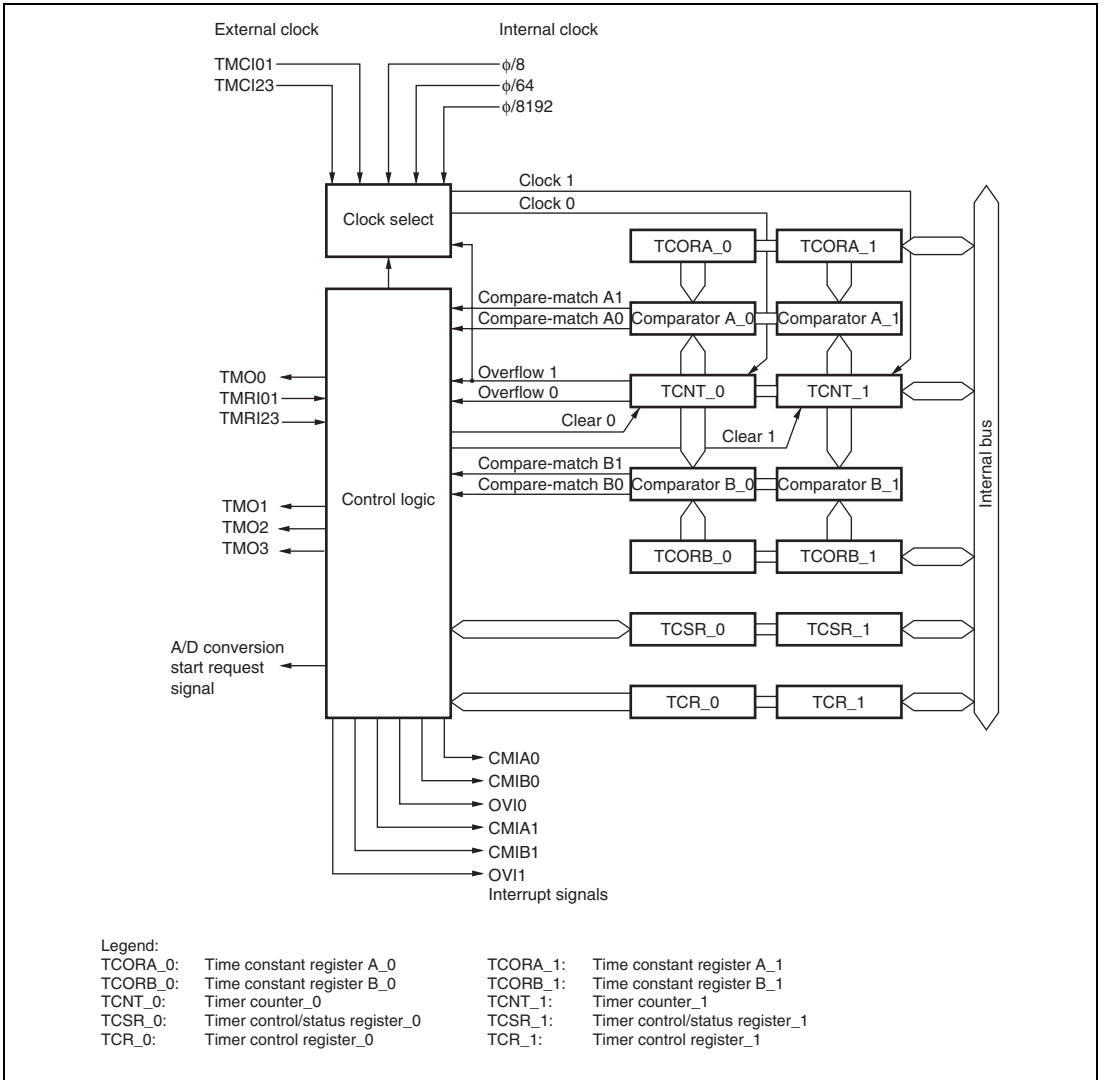 External clock
Internal clock
TMCI01
TMCI23
ϕ/8
ϕ/64
ϕ/8192
Clock select
Clock 1
Clock 0
TCORA_0
TCORA_1
Compare-match A1
Compare-match A0
Comparator A_0
Comparator A_1
TMO0
TMRI01
TMRI23
Overflow 1
Overflow 0
TCNT_0
TCNT_1
Clear 0
Clear 1
Internal bus
Control logic
Compare-match B1
Compare-match B0
Comparator B_0
Comparator B_1
TMO1
TMO2
TMO3
TCORB_0
TCORB_1
TCSR_0
TCSR_1
A/D conversion
start request
signal
TCR_0
TCR_1
CMIA0
CMIB0
OVI0
CMIA1
CMIB1
OVI1
Interrupt signals
Legend:
TCORA_0: Time constant register A_0
TCORB_0: Time constant register B_0
TCNT_0: Timer counter_0
TCSR_0: Timer control/status register_0
TCR_0: Timer control register_0
TCORA_1: Time constant register A_1
TCORB_1: Time constant register B_1
TCNT_1: Timer counter_1
TCSR_1: Timer control/status register_1
TCR_1: Timer control register_1